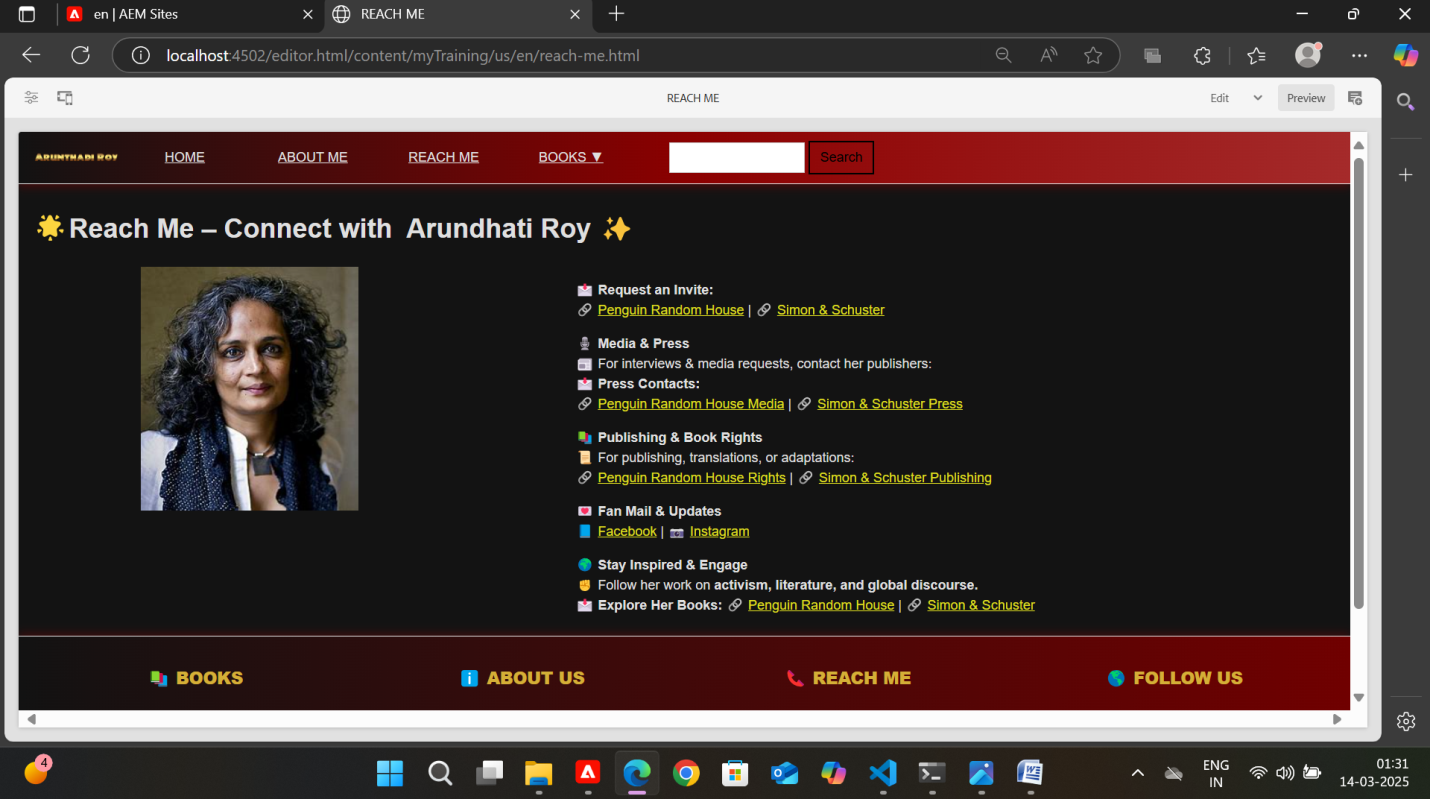 en | AEM Sites
REACH ME
localhost:4502/editor.html/content/myTraining/us/en/reach-me.html
REACH ME
Edit
Preview
ARUNTHADI ROY
HOME
ABOUT ME
REACH ME
BOOKS ▼
Search
🌟 Reach Me – Connect with Arundhati Roy ✨
📩 Request an Invite:
🔗 Penguin Random House | 🔗 Simon & Schuster
🎙 Media & Press
📰 For interviews & media requests, contact her publishers:
📩 Press Contacts:
🔗 Penguin Random House Media | 🔗 Simon & Schuster Press
📚 Publishing & Book Rights
📜 For publishing, translations, or adaptations:
🔗 Penguin Random House Rights | 🔗 Simon & Schuster Publishing
💌 Fan Mail & Updates
📘 Facebook | 📷 Instagram
🌍 Stay Inspired & Engage
✊ Follow her work on activism, literature, and global discourse.
📩 Explore Her Books: 🔗 Penguin Random House | 🔗 Simon & Schuster
📚 BOOKS
ℹ️ ABOUT US
📞 REACH ME
🌎 FOLLOW US
4
ENG
IN
01:31
14-03-2025